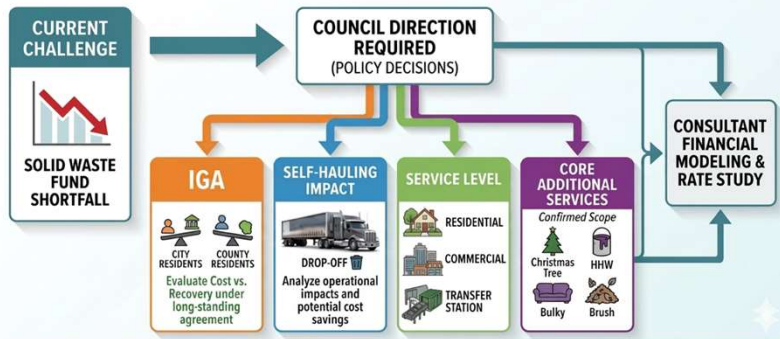 CURRENT
CHALLENGE
SOLID WASTE
FUND
SHORTFALL
COUNCIL DIRECTION
REQUIRED
(POLICY DECISIONS)
IGA
CITY
RESIDENTS
COUNTY
RESIDENTS
Evaluate Cost vs.
Recovery under
long-standing
agreement
SELF-HAULING
IMPACT
DROP-OFF
Analyze operational
impacts and
potential cost
savings
SERVICE LEVEL
RESIDENTIAL
COMMERCIAL
TRANSFER
STATION
CORE
ADDITIONAL
SERVICES
Confirmed Scope
Christmas
Tree
HHW
Bulky
Brush
CONSULTANT
FINANCIAL
MODELING &
RATE STUDY